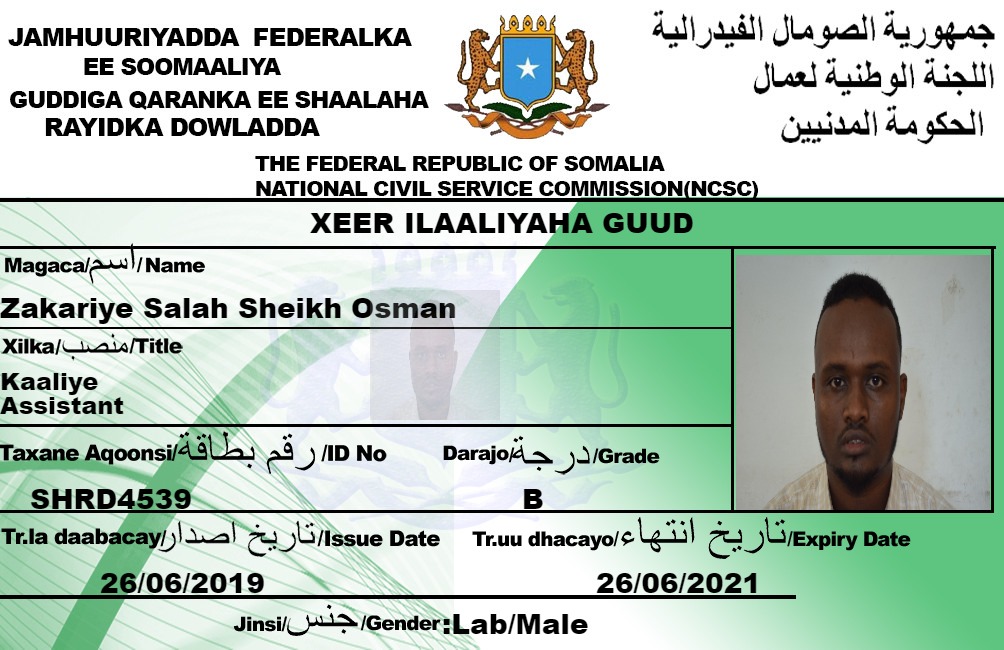 JAMHUURIYADDA FEDERALKA
EE SOOMAALIYA
GUDDIGA QARANKA EE SHAALAHA
RAYIDKA DOWLADDA
جمهورية الصومال الفيدرالية
اللجنة الوطنية لعمال
الحكومة المدنيين
THE FEDERAL REPUBLIC OF SOMALIA
NATIONAL CIVIL SERVICE COMMISSION(NCSC)
XEER ILAALIYAHA GUUD
Magaca/اسم/Name
Zakariye Salah Sheikh Osman
Xilka/منصب/Title
Kaaliye
Assistant
Taxane Aqoonsi/رقم بطاقة/ID No Darajo/درجة/Grade
SHRD4539 B
Tr.la daabacay/تاريخ اصدار/Issue Date Tr.uu dhacayo/تاريخ انتهاء/Expiry Date
26/06/2019 26/06/2021
Jinsi/جنس/Gender:Lab/Male